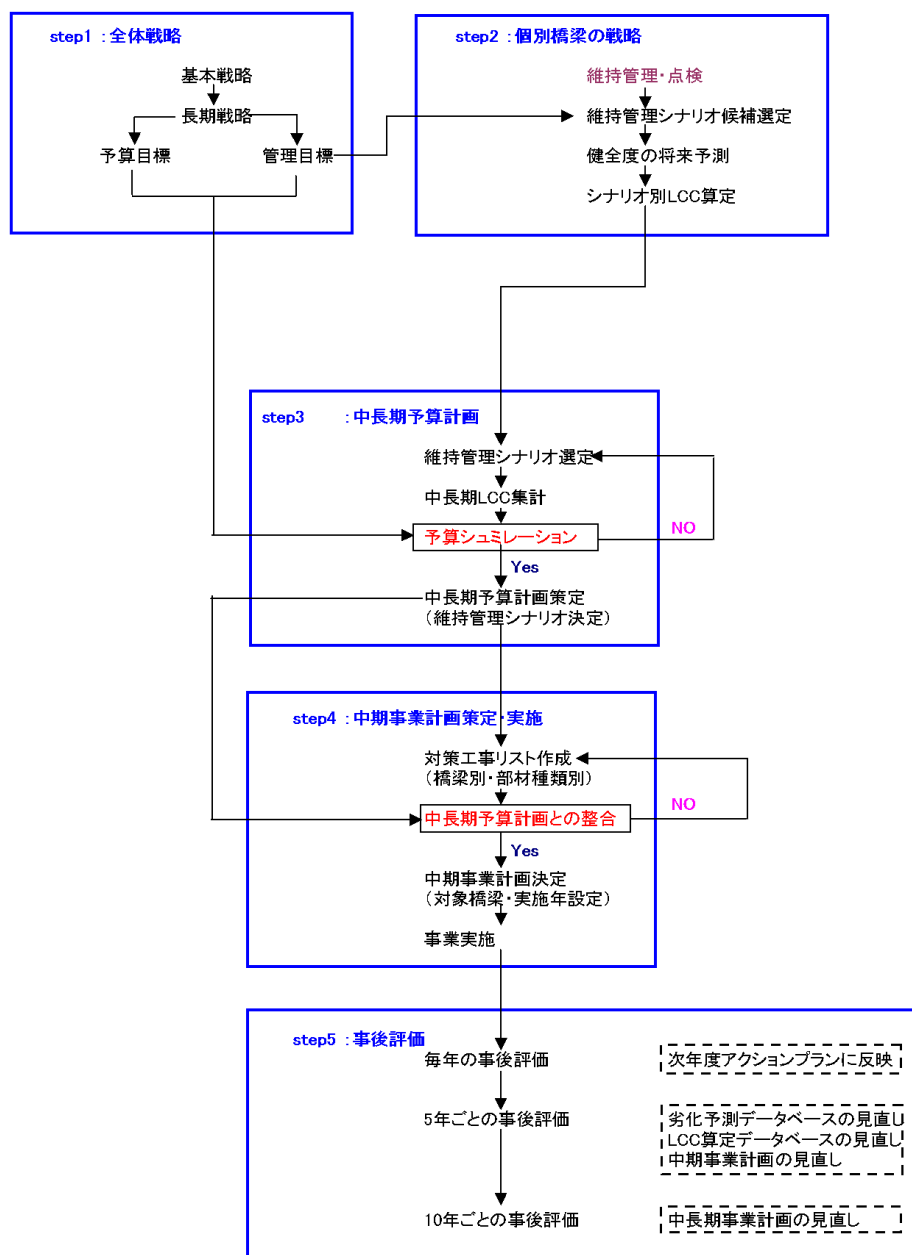 step1 : 全体戦略
基本戦略
長期戦略
予算目標
管理目標
step2 : 個別橋梁の戦略
維持管理・点検
維持管理シナリオ候補選定
健全度の将来予測
シナリオ別LCC算定
step3 : 中長期予算計画
維持管理シナリオ選定
中長期LCC集計
予算シュミレーション
NO
Yes
中長期予算計画策定
(維持管理シナリオ決定)
step4 : 中期事業計画策定・実施
対策工事リスト作成
(橋梁別・部材種類別)
中長期予算計画との整合
NO
Yes
中期事業計画決定
(対象橋梁・実施年設定)
事業実施
step5 : 事後評価
毎年の事後評価
次年度アクションプランに反映
5年ごとの事後評価
劣化予測データベースの見直し
LCC算定データベースの見直し
中期事業計画の見直し
10年ごとの事後評価
中長期事業計画の見直し